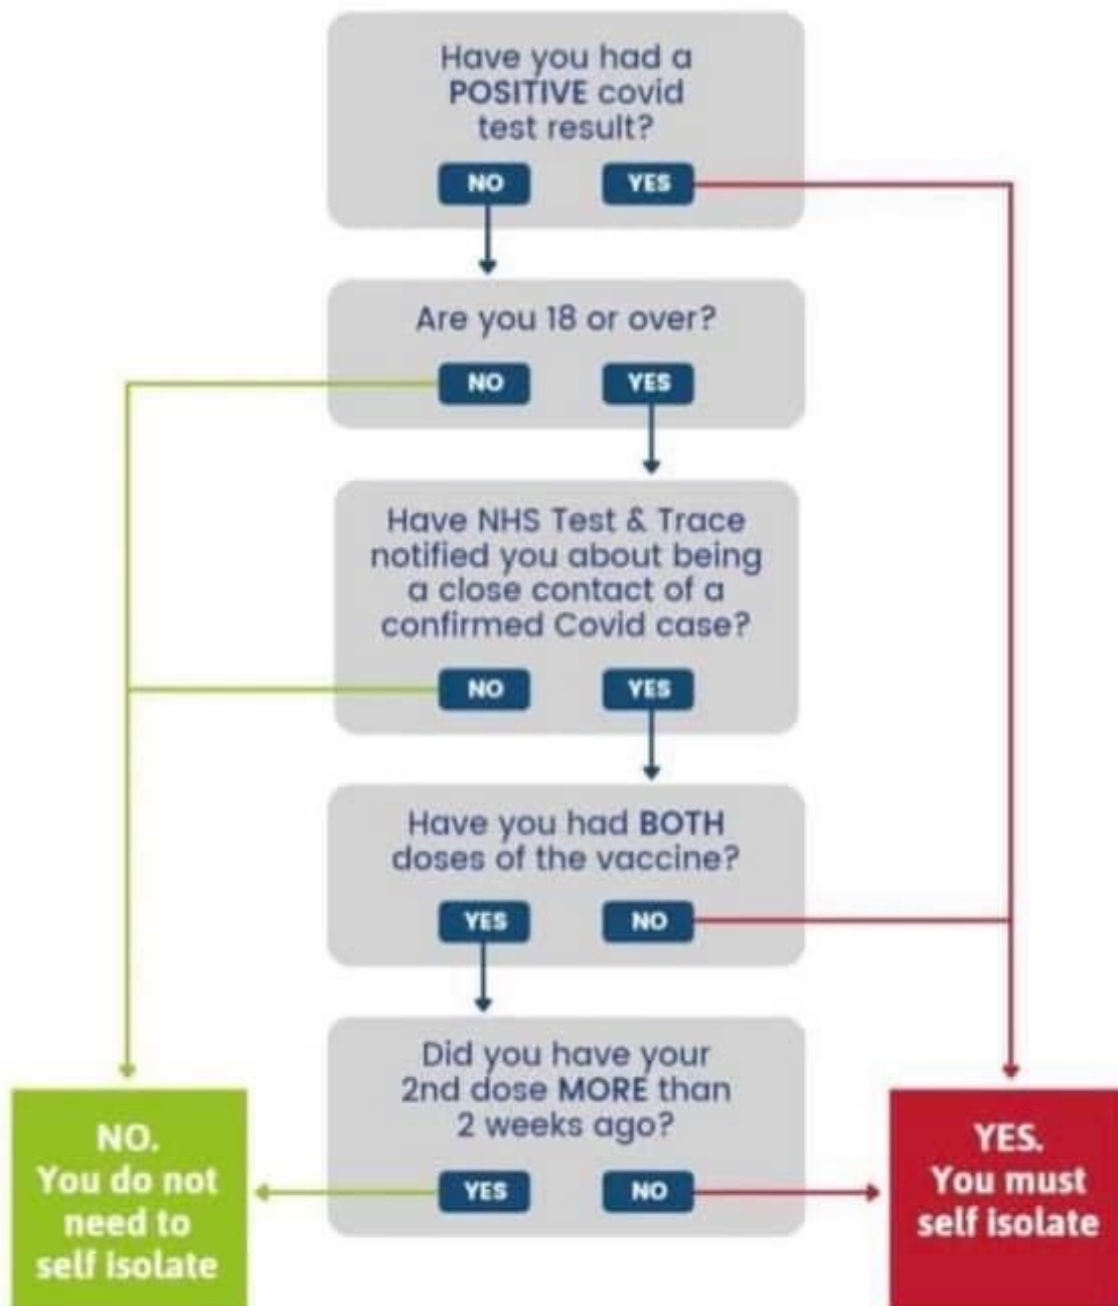 Have you had a
POSITIVE covid
test result?
NO YES
Are you 18 or over?
NO YES
Have NHS Test & Trace
notified you about being
a close contact of a
confirmed Covid case?
NO YES
Have you had BOTH
doses of the vaccine?
YES NO
Did you have your
2nd dose MORE than
2 weeks ago?
YES NO
NO.
You do not
need to
self isolate
YES.
You must
self isolate